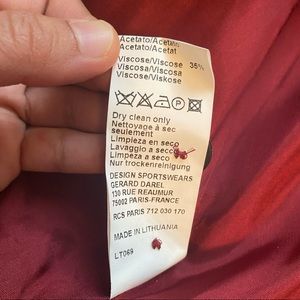 Acetato/Acetato
Acetato/Acetat
Viscose/Viscose 35%
Viscosa/Viscosa
Viscose/Viskose
Dry clean only
Nettoyage à sec
seulement
Limpieza en seco
Lavaggio a secco
Limpeza a seco
Nur trockenreinigung
DESIGN SPORTSWEARS
GERARD DAREL
130 RUE REAUMUR
75002 PARIS-FRANCE
RCS PARIS 712 030 170
MADE IN LITHUANIA
LT069